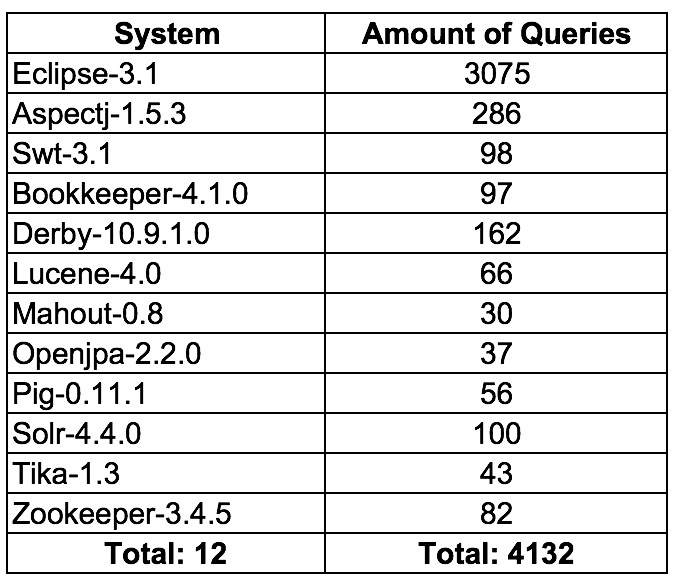 System Amount of Queries
Eclipse-3.1 3075
Aspectj-1.5.3 286
Swt-3.1 98
Bookkeeper-4.1.0 97
Derby-10.9.1.0 162
Lucene-4.0 66
Mahout-0.8 30
Openjpa-2.2.0 37
Pig-0.11.1 56
Solr-4.4.0 100
Tika-1.3 43
Zookeeper-3.4.5 82
Total: 12 Total: 4132